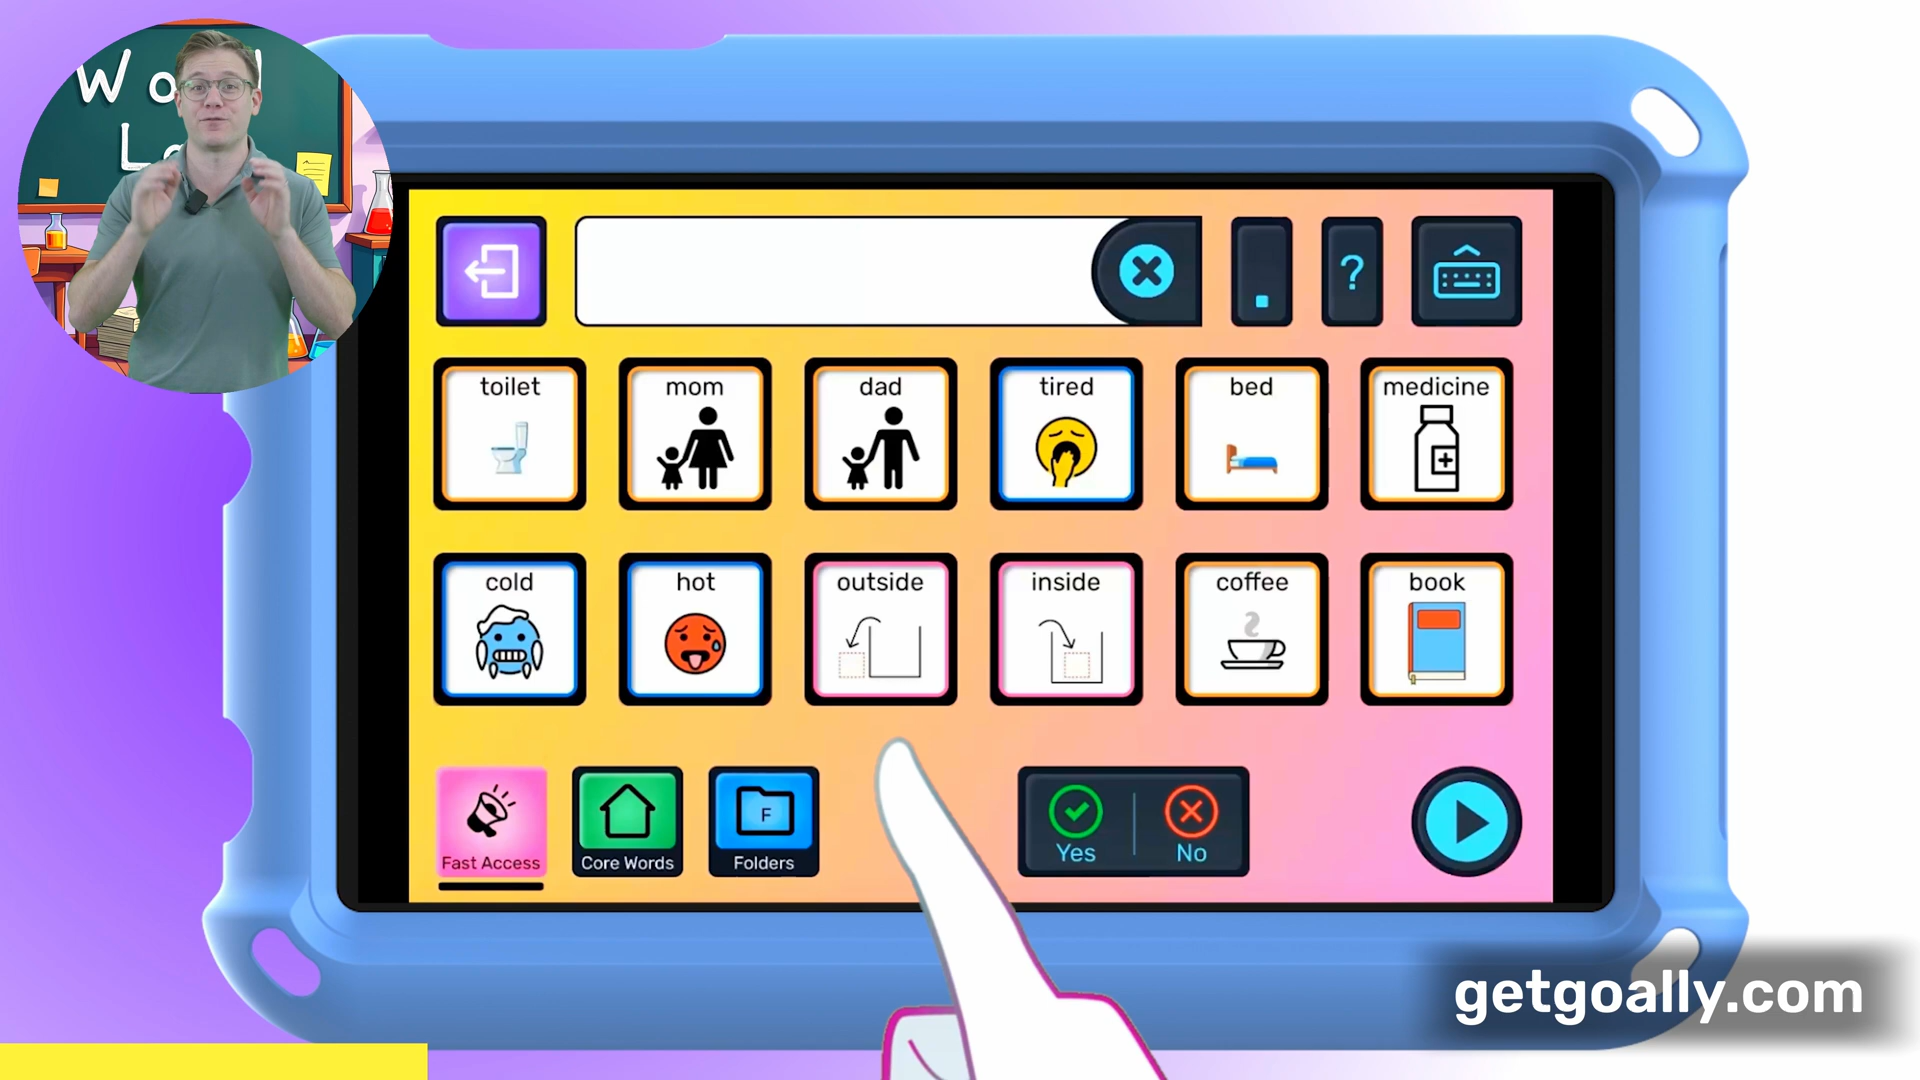 W o
L
?
toilet
mom
dad
tired
bed
medicine
cold
hot
outside
inside
coffee
book
Fast Access
Core Words
F
Folders
Yes
No
getgoally.com